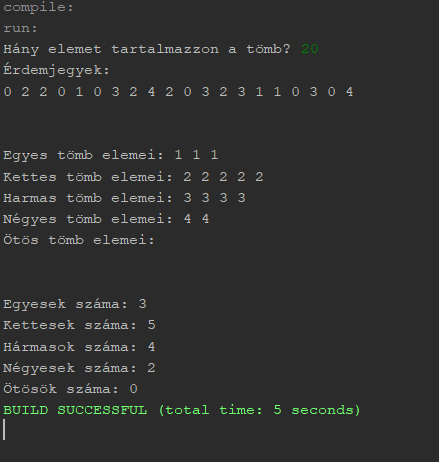 compile:
run:
Hány elemet tartalmazzon a tömb? 20
Érdemjegyek:
0 2 2 0 1 0 3 2 4 2 0 3 2 3 1 1 0 3 0 4
Egyes tömb elemei: 1 1 1
Kettes tömb elemei: 2 2 2 2 2
Harmas tömb elemei: 3 3 3 3
Négyes tömb elemei: 4 4
Ötös tömb elemei:
Egyesek száma: 3
Kettesek száma: 5
Hármasok száma: 4
Négyesek száma: 2
Ötösök száma: 0
BUILD SUCCESSFUL (total time: 5 seconds)